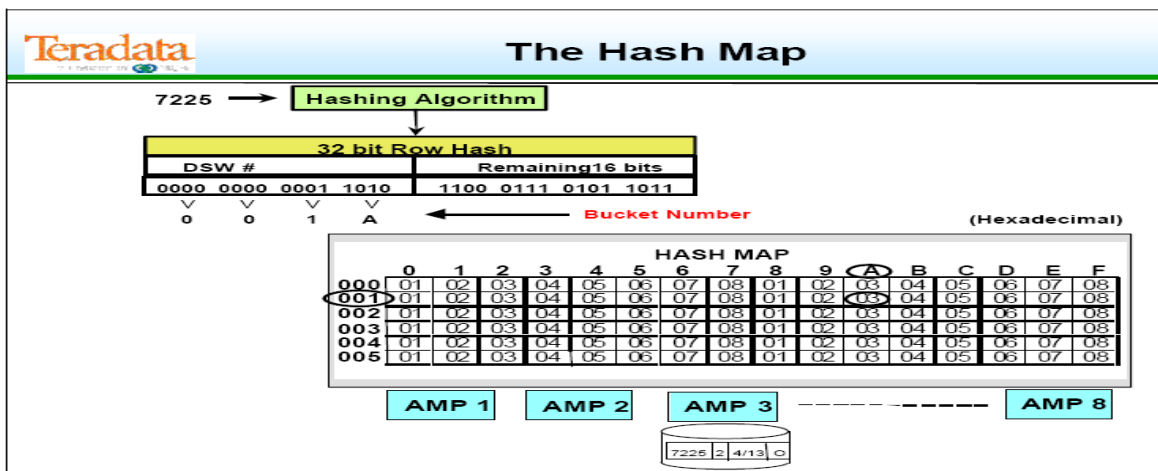 Teradata
The Hash Map
7225
Hashing Algorithm
32 bit Row Hash
DSW # Remaining16 bits
0000 0000 0001 1010 1100 0111 0101 1011
0 0 1 A
Bucket Number
(Hexadecimal)
HASH MAP
0 1 2 3 4 5 6 7 8 9 A B C D E F
000 01 02 03 04 05 06 07 08 01 02 03 04 05 06 07 08
001 01 02 03 04 05 06 07 08 01 02 03 04 05 06 07 08
002 01 02 03 04 05 06 07 08 01 02 03 04 05 06 07 08
003 01 02 03 04 05 06 07 08 01 02 03 04 05 06 07 08
004 01 02 03 04 05 06 07 08 01 02 03 04 05 06 07 08
005 01 02 03 04 05 06 07 08 01 02 03 04 05 06 07 08
AMP 1 AMP 2 AMP 3 AMP 8
7225 2 4/13 O